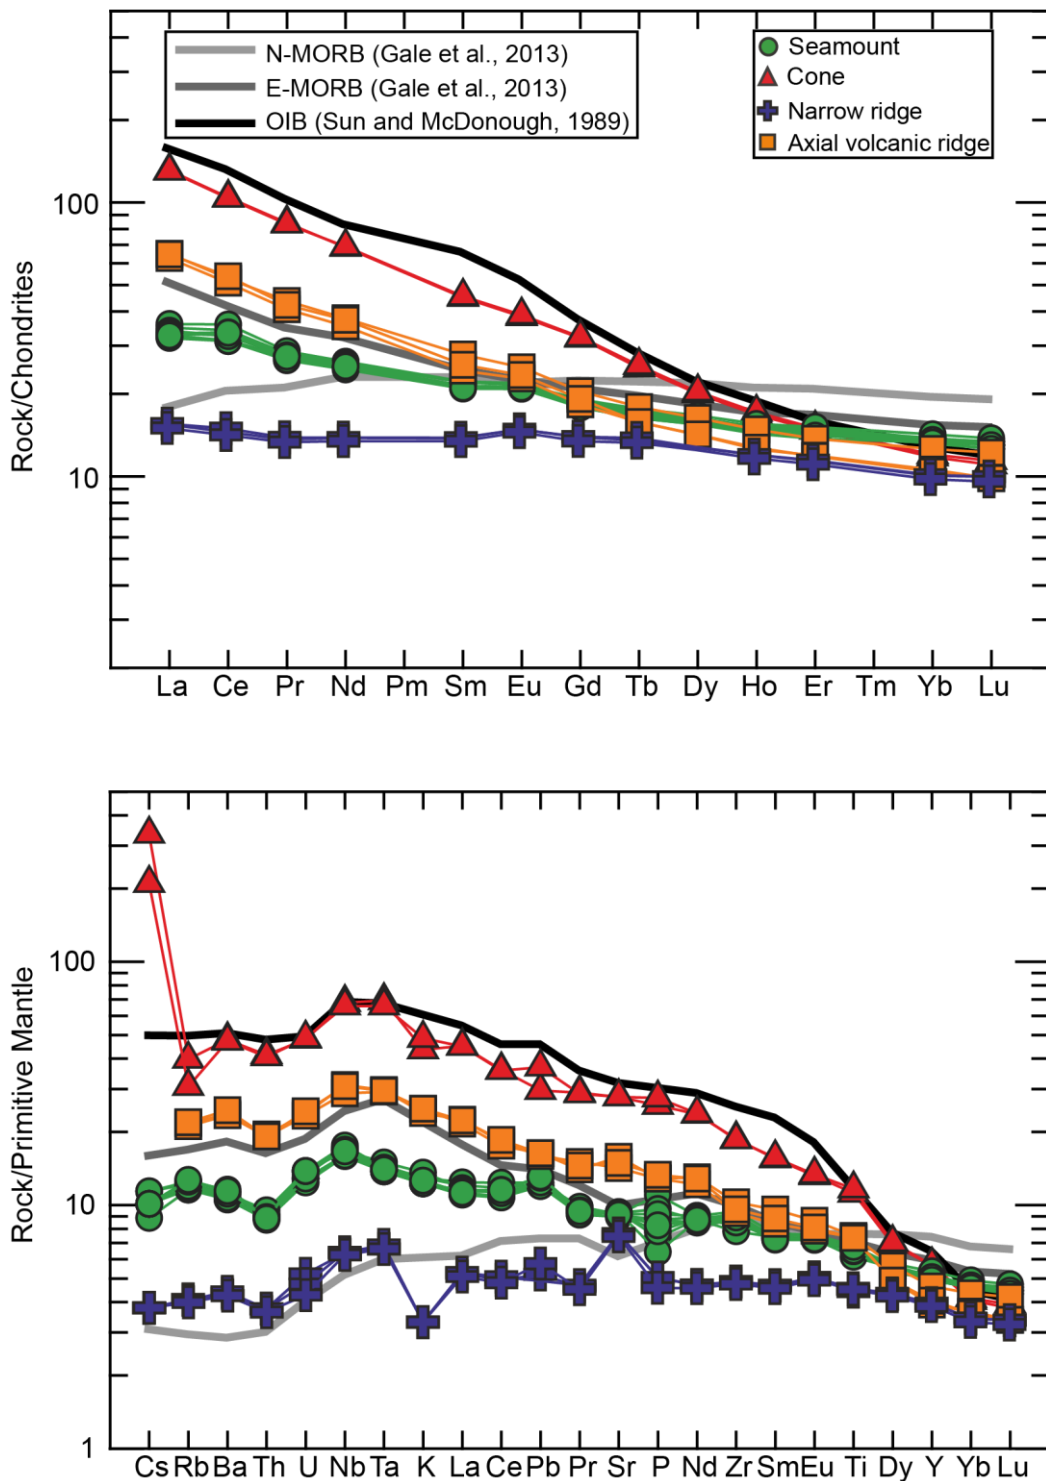 N-MORB (Gale et al., 2013)
E-MORB (Gale et al., 2013)
OIB (Sun and McDonough, 1989)
Seamount
Cone
Narrow ridge
Axial volcanic ridge
Rock/Chondrites
100
10
La Ce Pr Nd Pm Sm Eu Gd Tb Dy Ho Er Tm Yb Lu
Rock/Primitive Mantle
100
10
1
Cs Rb Ba Th U Nb Ta K La Ce Pb Pr Sr P Nd Zr Sm Eu Ti Dy Y Yb Lu